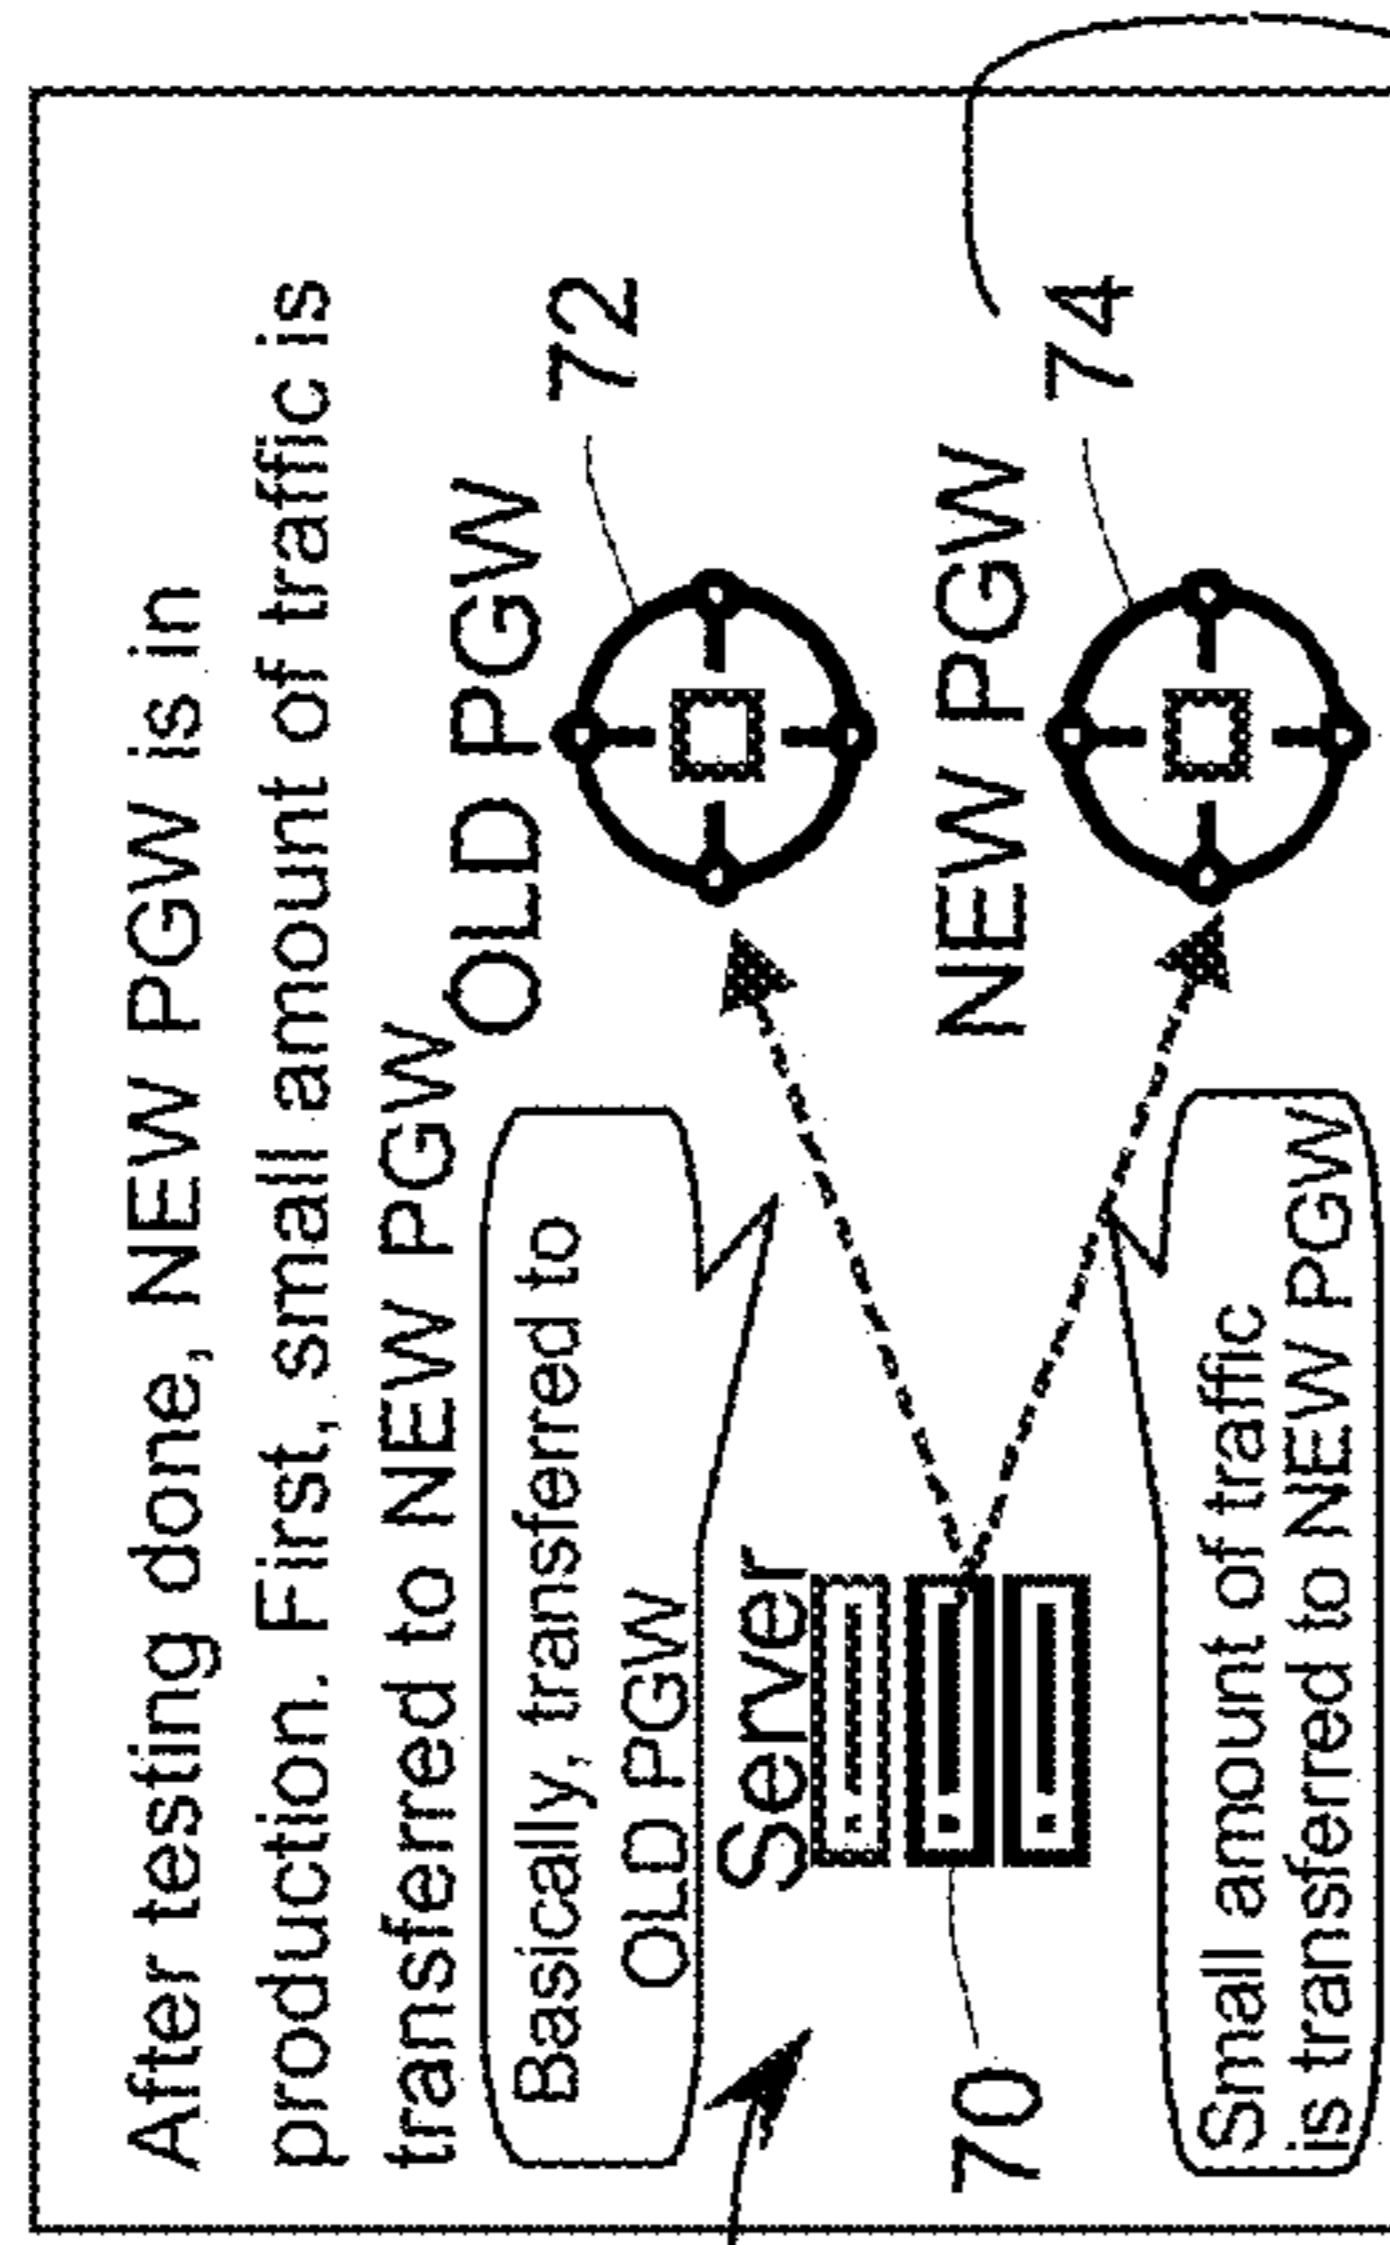 After testing done, NEW PGW is in
production. First, small amount of traffic is
transferred to NEW PGW
OLD PGW
72
Basically, transferred to
OLD PGW
Server
70
NEW PGW
74
Small amount of traffic
is transferred to NEW PGW